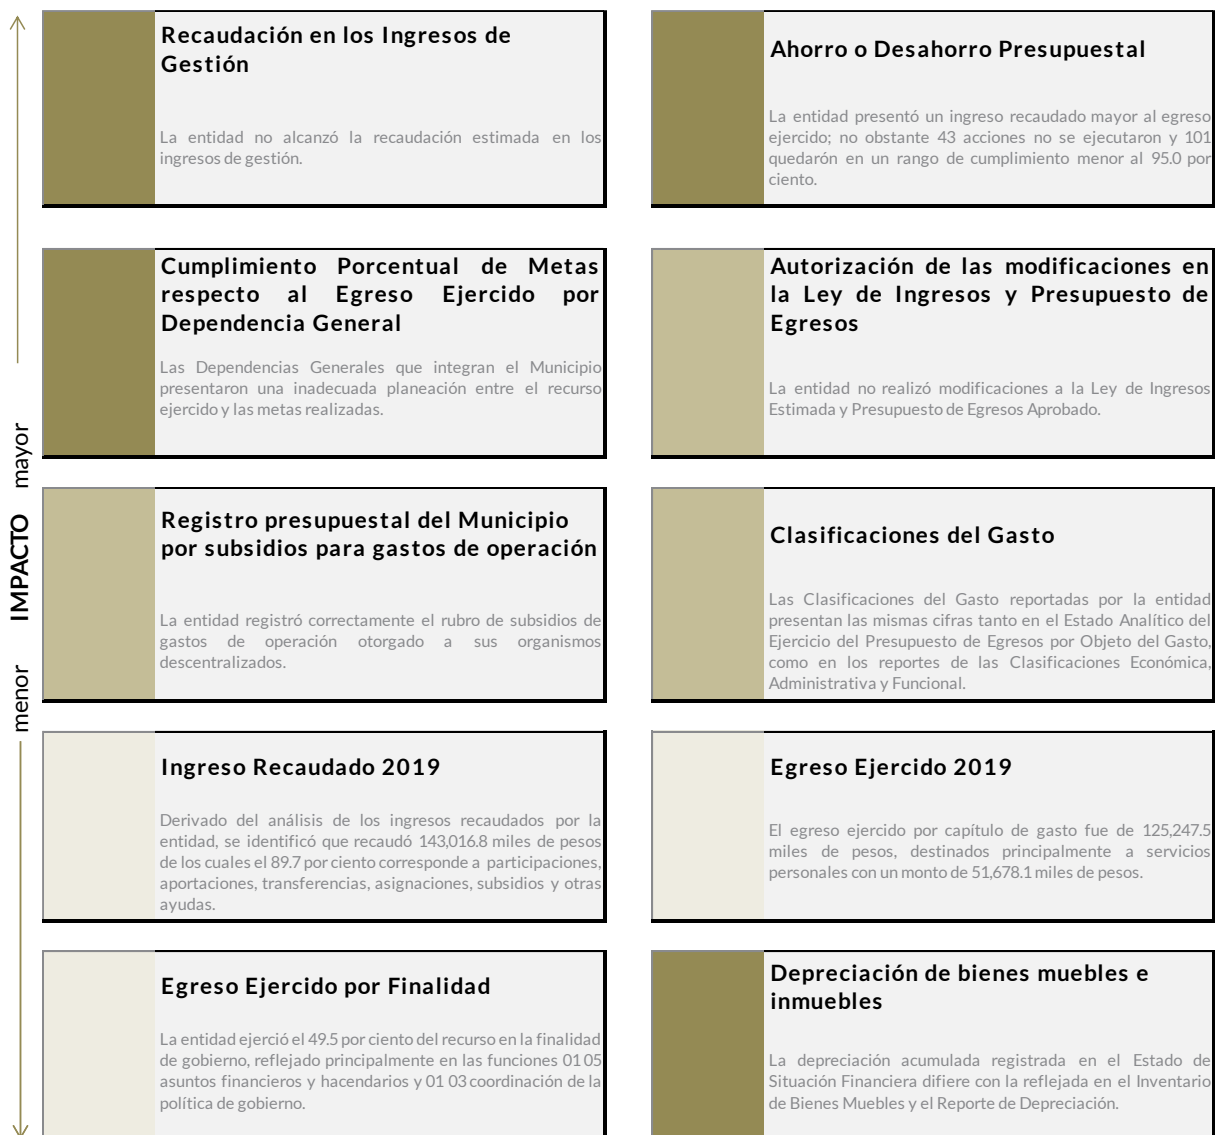 Recaudación en los Ingresos de
Gestión
La entidad no alcanzó la recaudación estimada en los
ingresos de gestión.
Ahorro o Desahorro Presupuestal
La entidad presentó un ingreso recaudado mayor al egreso
ejercido; no obstante 43 acciones no se ejecutaron y 101
quedarón en un rango de cumplimiento menor al 95.0 por
ciento.
Cumplimiento Porcentual de Metas
respecto al Egreso Ejercido por
Dependencia General
Las Dependencias Generales que integran el Municipio
presentaron una inadecuada planeación entre el recurso
ejercido y las metas realizadas.
Autorización de las modificaciones en
la Ley de Ingresos y Presupuesto de
Egresos
La entidad no realizó modificaciones a la Ley de Ingresos
Estimada y Presupuesto de Egresos Aprobado.
menor IMPACTO mayor
Registro presupuestal del Municipio
por subsidios para gastos de operación
La entidad registró correctamente el rubro de subsidios de
gastos de operación otorgado a sus organismos
descentralizados.
Clasificaciones del Gasto
Las Clasificaciones del Gasto reportadas por la entidad
presentan las mismas cifras tanto en el Estado Analítico del
Ejercicio del Presupuesto de Egresos por Objeto del Gasto,
como en los reportes de las Clasificaciones Económica,
Administrativa y Funcional.
Ingreso Recaudado 2019
Derivado del análisis de los ingresos recaudados por la
entidad, se identificó que recaudó 143,016.8 miles de pesos
de los cuales el 89.7 por ciento corresponde a participaciones,
aportaciones, transferencias, asignaciones, subsidios y otras
ayudas.
Egreso Ejercido 2019
El egreso ejercido por capítulo de gasto fue de 125,247.5
miles de pesos, destinados principalmente a servicios
personales con un monto de 51,678.1 miles de pesos.
Egreso Ejercido por Finalidad
La entidad ejerció el 49.5 por ciento del recurso en la finalidad
de gobierno, reflejado principalmente en las funciones 01 05
asuntos financieros y hacendarios y 01 03 coordinación de la
política de gobierno.
Depreciación de bienes muebles e
inmuebles
La depreciación acumulada registrada en el Estado de
Situación Financiera difiere con la reflejada en el Inventario
de Bienes Muebles y el Reporte de Depreciación.